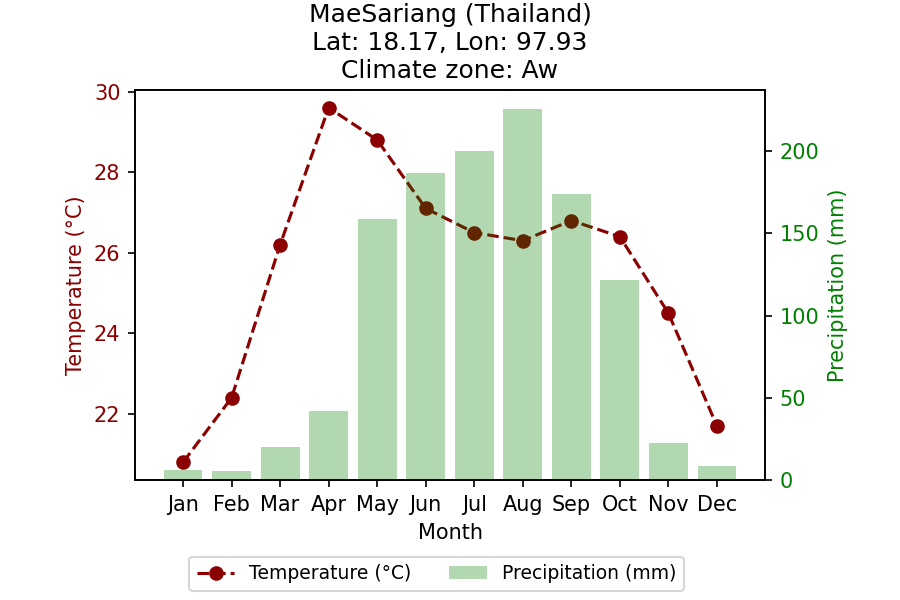 MaeSariang (Thailand)
Lat: 18.17, Lon: 97.93
Climate zone: Aw
30
28
26
24
22
Temperature (°C)
200
150
100
50
0
Precipitation (mm)
Jan Feb Mar Apr May Jun Jul Aug Sep Oct Nov Dec
Month
Temperature (°C) Precipitation (mm)